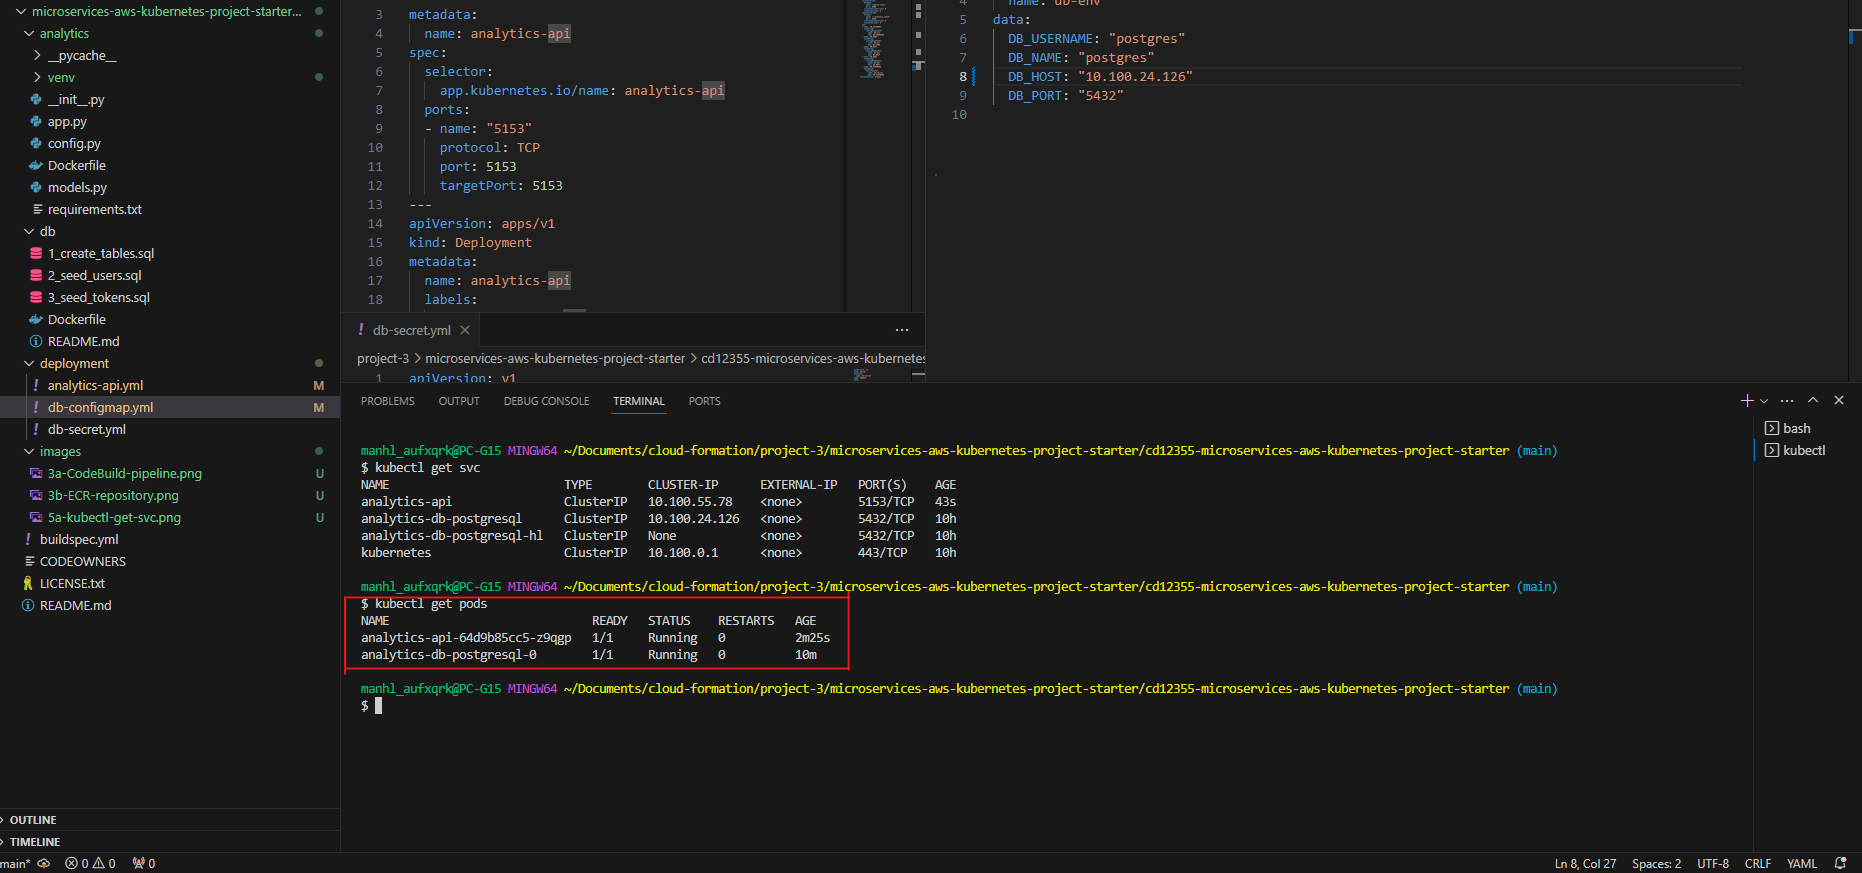 microservices-aws-kubernetes-project-starter...
analytics
__pycache__
venv
__init__.py
app.py
config.py
Dockerfile
models.py
requirements.txt
db
1_create_tables.sql
2_seed_users.sql
3_seed_tokens.sql
Dockerfile
README.md
deployment
analytics-api.yml M
db-configmap.yml M
db-secret.yml
images
3a-CodeBuild-pipeline.png U
3b-ECR-repository.png U
5a-kubectl-get-svc.png U
buildspec.yml
CODEOWNERS
LICENSE.txt
README.md
OUTLINE
TIMELINE
3 metadata:
4 name: analytics-api
5 spec:
6 selector:
7 app.kubernetes.io/name: analytics-api
8 ports:
9 - name: "5153"
10 protocol: TCP
11 port: 5153
12 targetPort: 5153
13 ---
14 apiVersion: apps/v1
15 kind: Deployment
16 metadata:
17 name: analytics-api
18 labels:
4 name: db-env
5 data:
6 DB_USERNAME: "postgres"
7 DB_NAME: "postgres"
8 DB_HOST: "10.100.24.126"
9 DB_PORT: "5432"
10
db-secret.yml
project-3 > microservices-aws-kubernetes-project-starter > cd12355-microservices-aws-kubernetes
1 apiVersion: v1
PROBLEMS OUTPUT DEBUG CONSOLE TERMINAL PORTS
manhl_aufxqrk@PC-G15 MINGW64 ~/Documents/cloud-formation/project-3/microservices-aws-kubernetes-project-starter/cd12355-microservices-aws-kubernetes-project-starter (main)
$ kubectl get svc
NAME TYPE CLUSTER-IP EXTERNAL-IP PORT(S) AGE
analytics-api ClusterIP 10.100.55.78 <none> 5153/TCP 43s
analytics-db-postgresql ClusterIP 10.100.24.126 <none> 5432/TCP 10h
analytics-db-postgresql-hl ClusterIP None <none> 5432/TCP 10h
kubernetes ClusterIP 10.100.0.1 <none> 443/TCP 10h
manhl_aufxqrk@PC-G15 MINGW64 ~/Documents/cloud-formation/project-3/microservices-aws-kubernetes-project-starter/cd12355-microservices-aws-kubernetes-project-starter (main)
$ kubectl get pods
NAME READY STATUS RESTARTS AGE
analytics-api-64d9b85cc5-z9qgp 1/1 Running 0 2m25s
analytics-db-postgresql-0 1/1 Running 0 10m
manhl_aufxqrk@PC-G15 MINGW64 ~/Documents/cloud-formation/project-3/microservices-aws-kubernetes-project-starter/cd12355-microservices-aws-kubernetes-project-starter (main)
$
bash
kubectl
main* 0 0 0
Ln 8, Col 27 Spaces: 2 UTF-8 CRLF YAML